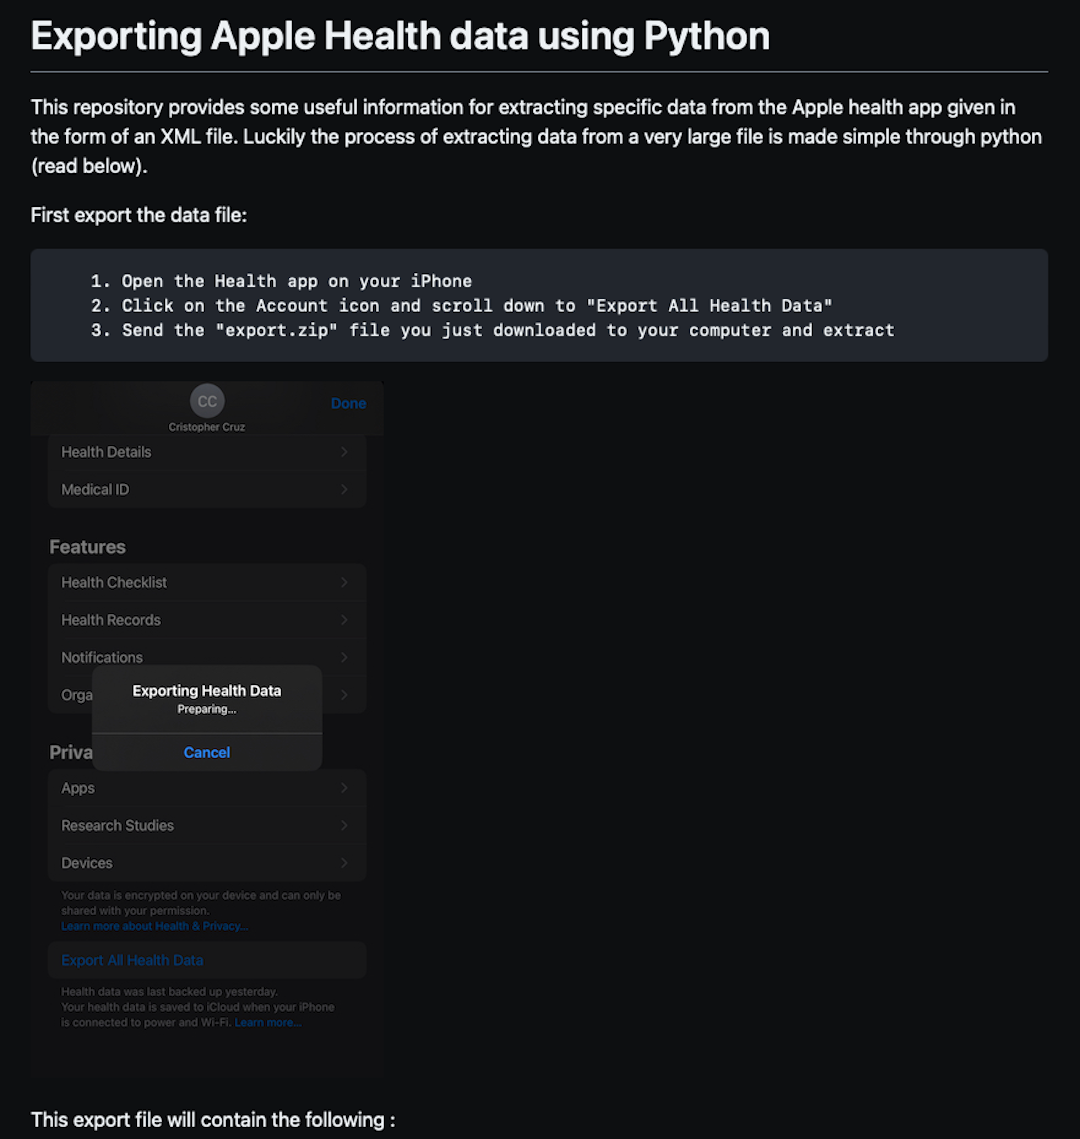 Exporting Apple Health data using Python
This repository provides some useful information for extracting specific data from the Apple health app given in
the form of an XML file. Luckily the process of extracting data from a very large file is made simple through python
(read below).
First export the data file:
1. Open the Health app on your iPhone
2. Click on the Account icon and scroll down to "Export All Health Data"
3. Send the "export.zip" file you just downloaded to your computer and extract
CC
Done
Cristopher Cruz
Health Details
Medical ID
Features
Health Checklist
Health Records
Notifications
Orga
Exporting Health Data
Preparing...
Cancel
Priva
Apps
Research Studies
Devices
Your data is encrypted on your device and can only be
shared with your permission.
Learn more about Health & Privacy...
Export All Health Data
Health data was last backed up yesterday.
Your health data is saved to iCloud when your iPhone
is connected to power and Wi-Fi. Learn more...
This export file will contain the following :